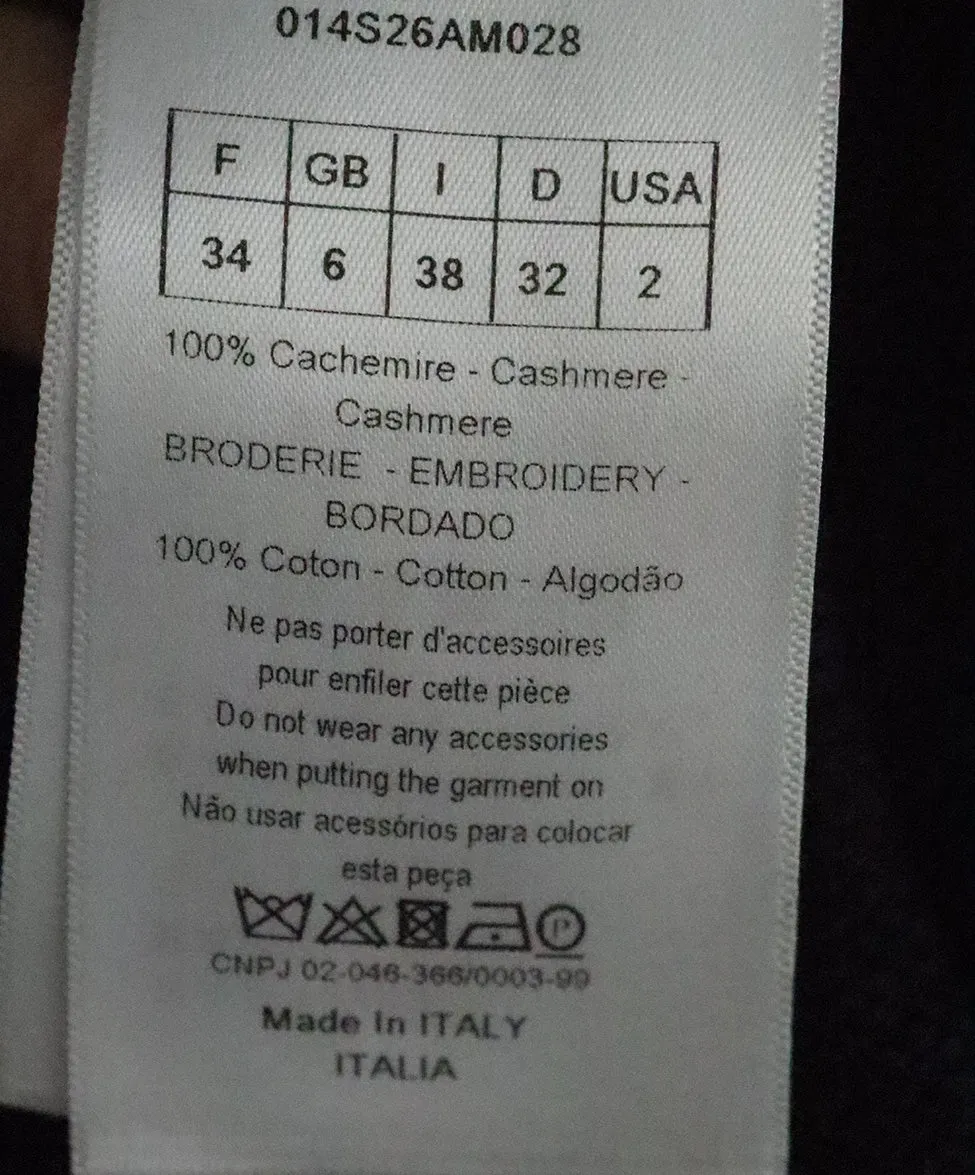 014S26AM028
F GB I D USA
34 6 38 32 2
100% Cachemire - Cashmere -
Cashmere
BRODERIE - EMBROIDERY -
BORDADO
100% Coton - Cotton - Algodão
Ne pas porter d'accessoires
pour enfiler cette pièce
Do not wear any accessories
when putting the garment on
Não usar acessórios para colocar
esta peça
P
CNPJ 02-046-366/0003-99
Made In ITALY
ITALIA